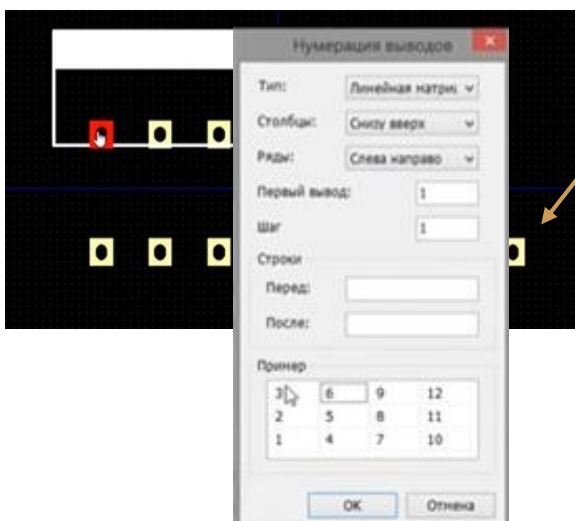 Нумерация выводов
Тип: Линейная матриц
Столбцы: Снизу вверх
Ряды: Слева направо
Первый вывод: 1
Шаг 1
Строки
Перед:
После:
Пример
3 6 9 12
2 5 8 11
1 4 7 10
OK Отмена